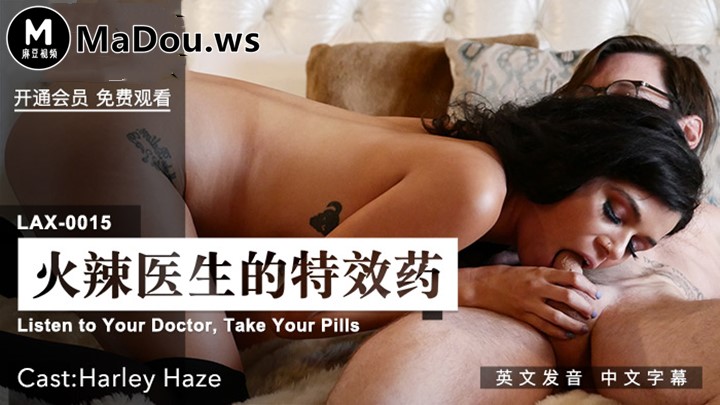 M
麻豆视频
MaDou.ws
开通会员 免费观看
LAX-0015
火辣医生的特效药
Listen to Your Doctor, Take Your Pills
Cast:Harley Haze
英文发音 中文字幕